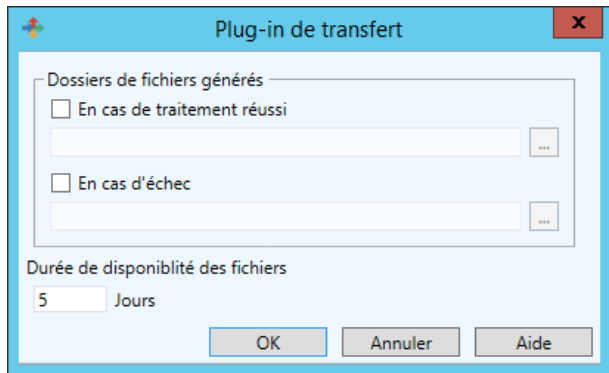 Plug-in de transfert
x
Dossiers de fichiers générés
En cas de traitement réussi
...
En cas d'échec
...
Durée de disponiblité des fichiers
5 Jours
OK Annuler Aide